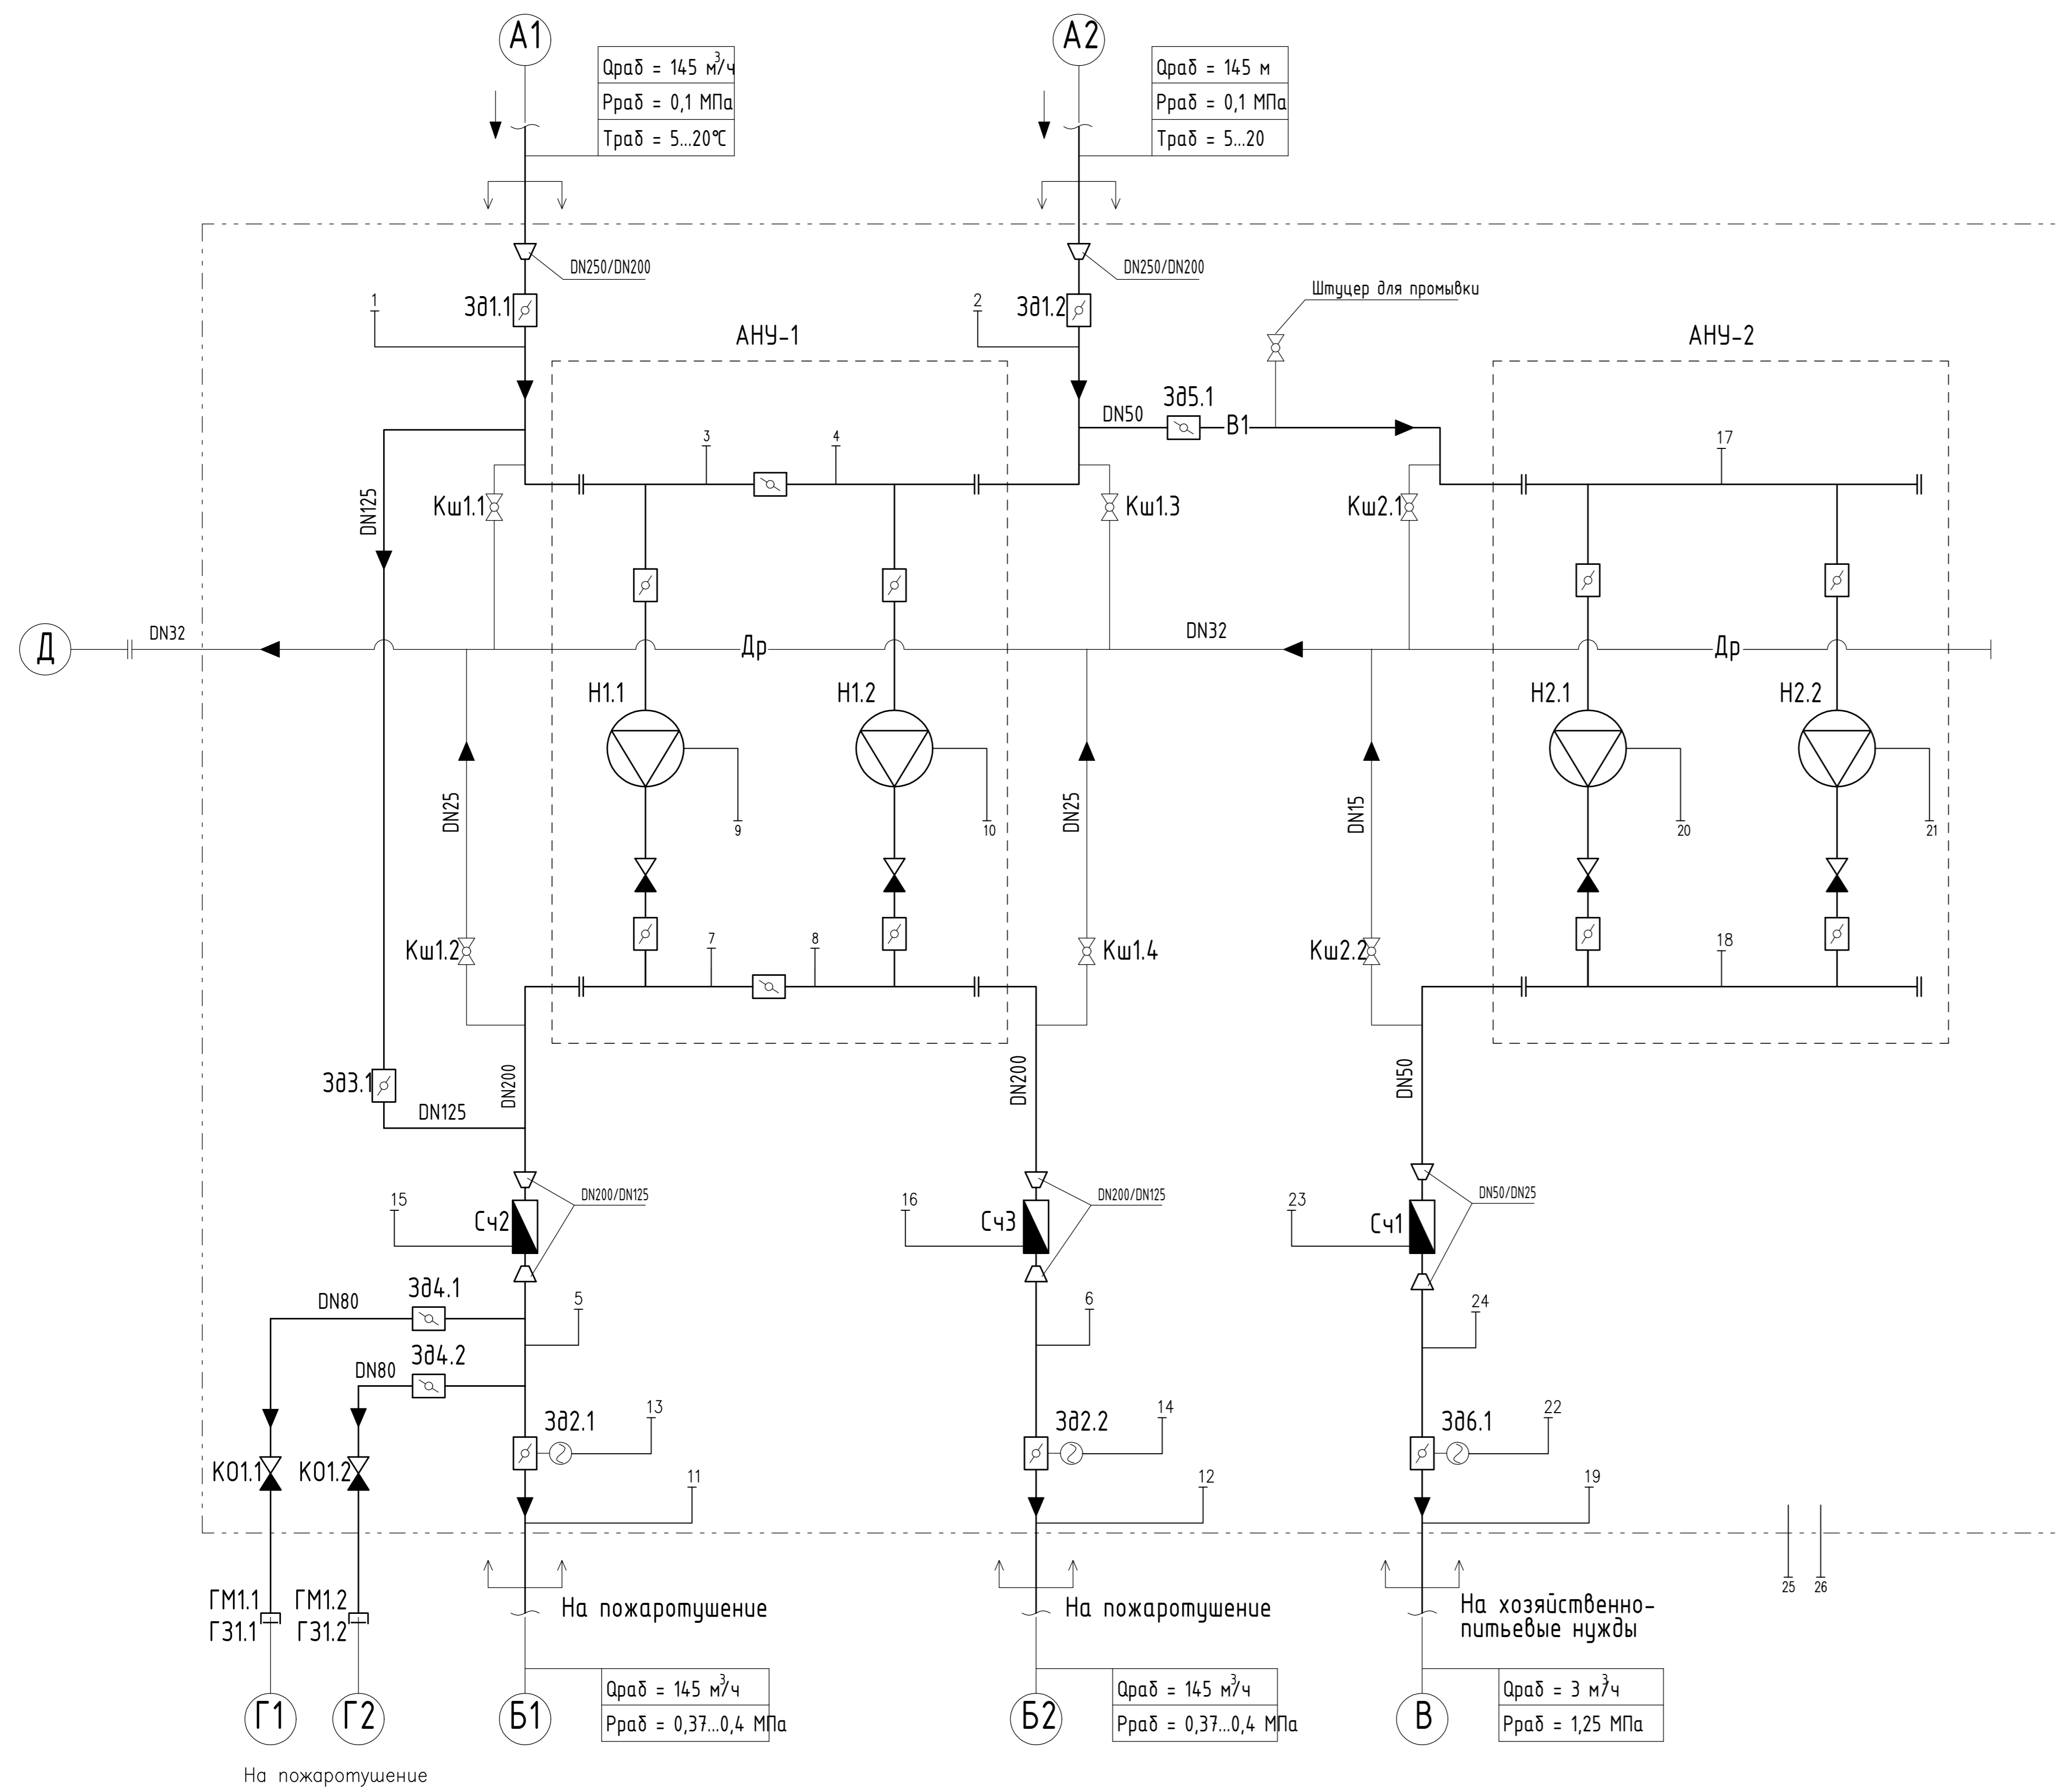 А1
Qраб = 145 м³/ч
Рраб = 0,1 МПа
Траб = 5...20°С
А2
Qраб = 145 м
Рраб = 0,1 МПа
Траб = 5...20
DN250/DN200
DN250/DN200
Штуцер для промывки
1
Зд1.1
2
Зд1.2
АНУ-1
АНУ-2
Зд5.1
DN50
В1
3
4
17
DN125
Кш1.1
Кш1.3
Кш2.1
Д
DN32
Др
DN32
Др
Н1.1
Н1.2
Н2.1
Н2.2
DN25
9
10
DN25
DN15
20
21
Кш1.2
7
8
Кш1.4
Кш2.2
18
Зд3.1
DN125
DN200
DN200
DN50
15
Сч2
DN200/DN125
16
Сч3
DN200/DN125
23
Сч1
DN50/DN25
Зд4.1
DN80
5
6
24
Зд4.2
DN80
КО1.1
КО1.2
Зд2.1
13
Зд2.2
14
Зд6.1
22
11
12
19
25
26
ГМ1.1
ГЗ1.1
ГМ1.2
ГЗ1.2
На пожаротушение
На пожаротушение
На хозяйственно-
питьевые нужды
Г1
Г2
Б1
Qраб = 145 м³/ч
Рраб = 0,37...0,4 МПа
Б2
Qраб = 145 м³/ч
Рраб = 0,37...0,4 МПа
В
Qраб = 3 м³/ч
Рраб = 1,25 МПа
На пожаротушение